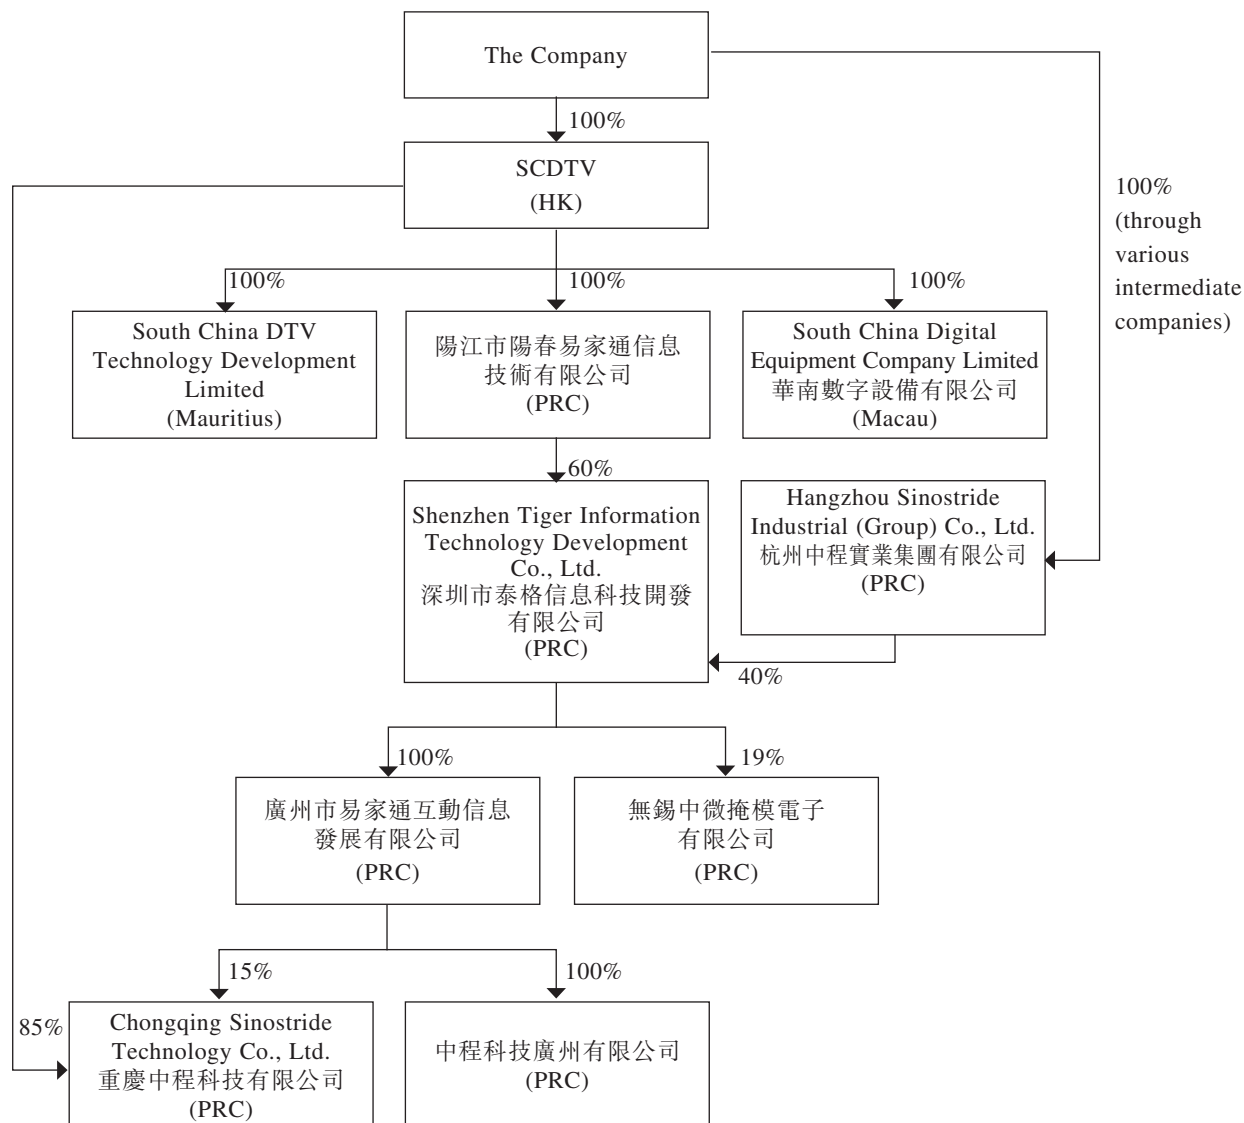 The Company
100%
SCDTV
(HK)
100%
(through
various
intermediate
companies)
100%
100%
100%
South China DTV
Technology Development
Limited
(Mauritius)
陽江市陽春易家通信息
技術有限公司
(PRC)
South China Digital
Equipment Company Limited
華南數字設備有限公司
(Macau)
60%
Shenzhen Tiger Information
Technology Development
Co., Ltd.
深圳市泰格信息科技開發
有限公司
(PRC)
Hangzhou Sinostride
Industrial (Group) Co., Ltd.
杭州中程實業集團有限公司
(PRC)
40%
100%
19%
廣州市易家通互動信息
發展有限公司
(PRC)
無錫中微掩模電子
有限公司
(PRC)
15%
100%
85%
Chongqing Sinostride
Technology Co., Ltd.
重慶中程科技有限公司
(PRC)
中程科技廣州有限公司
(PRC)